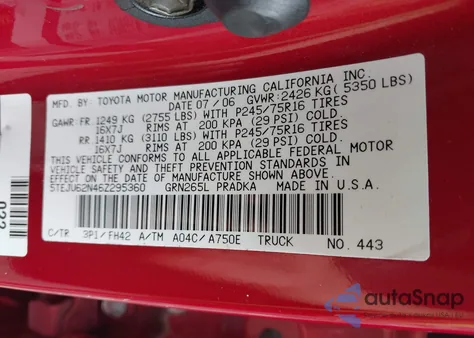 MFD. BY: TOYOTA MOTOR MANUFACTURING CALIFORNIA INC.
DATE 07 / 06 GVWR: 2426 KG ( 5350 LBS)
GAWR: FR. 1249 KG (2755 LBS) WITH P245/75R16 TIRES
16X7J RIMS AT 200 KPA (29 PSI) COLD.
RR. 1410 KG (3110 LBS) WITH P245/75R16 TIRES
16X7J RIMS AT 200 KPA (29 PSI) COLD.
THIS VEHICLE CONFORMS TO ALL APPLICABLE FEDERAL MOTOR
VEHICLE SAFETY AND THEFT PREVENTION STANDARDS IN
EFFECT ON THE DATE OF MANUFACTURE SHOWN ABOVE.
5TEJU62N46Z295360 GRN265L PRADKA U.S.A.
C/TR 3P1/FH42 A/TM A04C/A750E TRUCK NO. 443
autoSnap